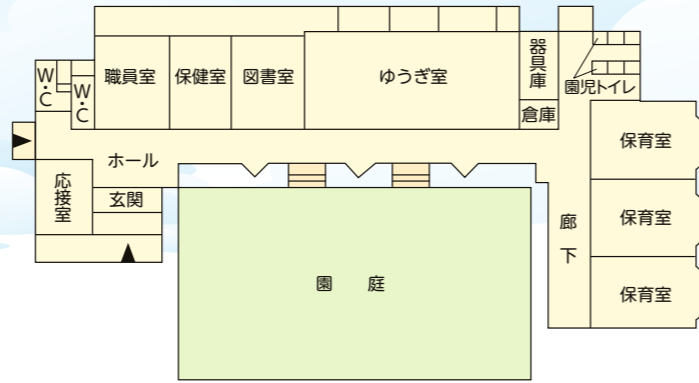 W・C
W・C
職員室
保健室
図書室
ゆうぎ室
器具庫
倉庫
園児トイレ
ホール
応接室
玄関
保育室
保育室
保育室
廊下
園庭